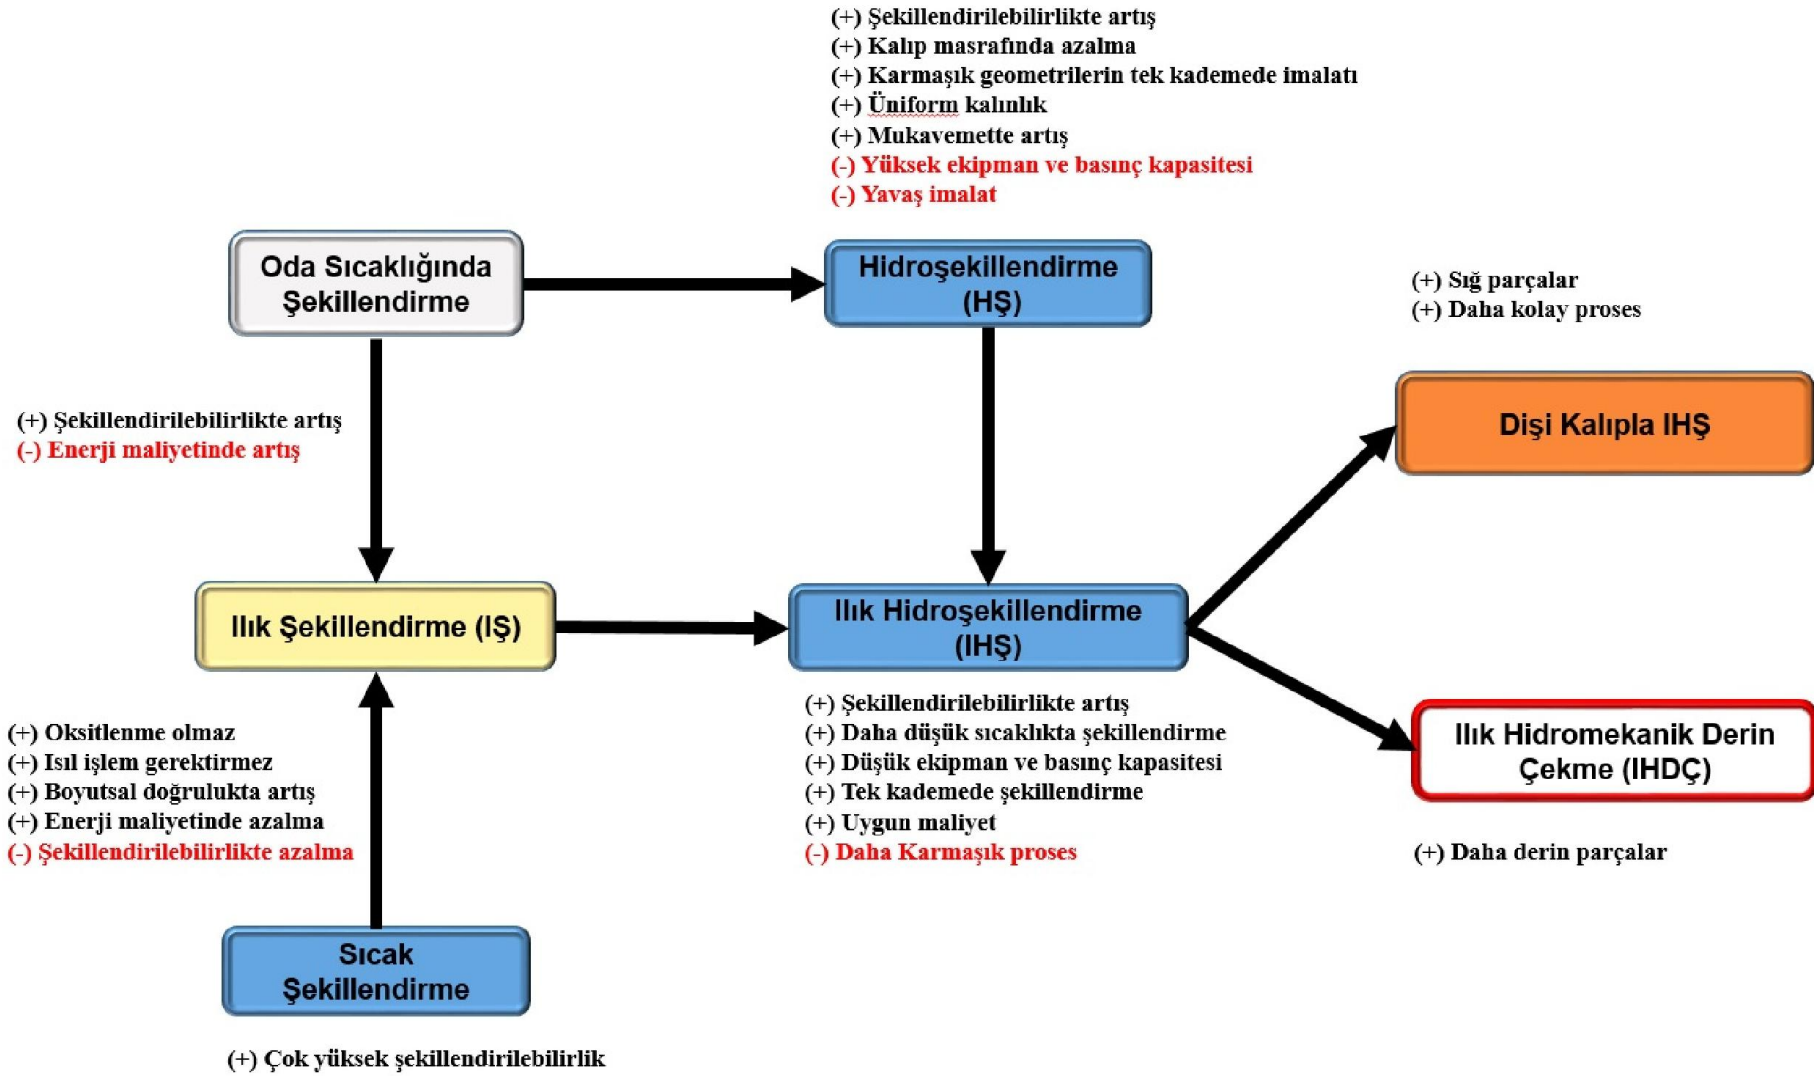 (+) Şekillendirilebilirlikte artış
(+) Kalıp masrafında azalma
(+) Karmaşık geometrilerin tek kademede imalatı
(+) Üniform kalınlık
(+) Mukavemette artış
(-) Yüksek ekipman ve basınç kapasitesi
(-) Yavaş imalat
Oda Sıcaklığında
Şekillendirme
Hidroşekillendirme
(HŞ)
(+) Sığ parçalar
(+) Daha kolay proses
Dişi Kalıpla IHŞ
(+) Şekillendirilebilirlikte artış
(-) Enerji maliyetinde artış
Ilık Şekillendirme (IŞ)
Ilık Hidroşekillendirme
(IHŞ)
(+) Oksitlenme olmaz
(+) Isıl işlem gerektirmez
(+) Boyutsal doğrulukta artış
(+) Enerji maliyetinde azalma
(-) Şekillendirilebilirlikte azalma
(+) Şekillendirilebilirlikte artış
(+) Daha düşük sıcaklıkta şekillendirme
(+) Düşük ekipman ve basınç kapasitesi
(+) Tek kademede şekillendirme
(+) Uygun maliyet
(-) Daha Karmaşık proses
Ilık Hidromekanik Derin
Çekme (IHDÇ)
(+) Daha derin parçalar
Sıcak
Şekillendirme
(+) Çok yüksek şekillendirilebilirlik